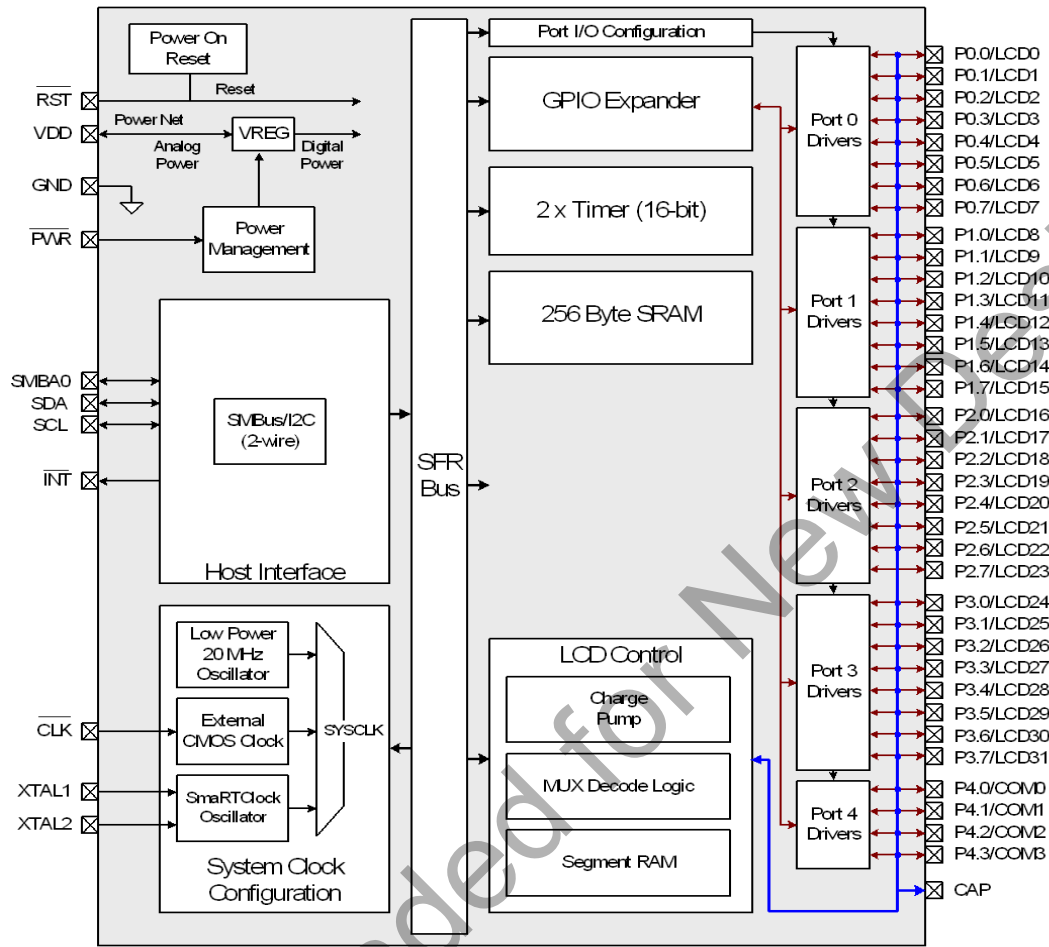 Power On
Reset
RST
Reset
VDD
Power Net
Analog
Power
VREG
Digital
Power
GND
PWR
Power
Management
SMBA0
SDA
SCL
INT
SMBus/I2C
(2-wire)
Host Interface
Low Power
20 MHz
Oscillator
CLK
External
CMOS Clock
SYSCLK
XTAL1
XTAL2
SmaRTClock
Oscillator
System Clock
Configuration
SFR
Bus
Port I/O Configuration
GPIO Expander
2 x Timer (16-bit)
256 Byte SRAM
LCD Control
Charge
Pump
MUX Decode Logic
Segment RAM
Port 0
Drivers
Port 1
Drivers
Port 2
Drivers
Port 3
Drivers
Port 4
Drivers
P0.0/LCD0
P0.1/LCD1
P0.2/LCD2
P0.3/LCD3
P0.4/LCD4
P0.5/LCD5
P0.6/LCD6
P0.7/LCD7
P1.0/LCD8
P1.1/LCD9
P1.2/LCD10
P1.3/LCD11
P1.4/LCD12
P1.5/LCD13
P1.6/LCD14
P1.7/LCD15
P2.0/LCD16
P2.1/LCD17
P2.2/LCD18
P2.3/LCD19
P2.4/LCD20
P2.5/LCD21
P2.6/LCD22
P2.7/LCD23
P3.0/LCD24
P3.1/LCD25
P3.2/LCD26
P3.3/LCD27
P3.4/LCD28
P3.5/LCD29
P3.6/LCD30
P3.7/LCD31
P4.0/COM0
P4.1/COM1
P4.2/COM2
P4.3/COM3
CAP
ded for New Des